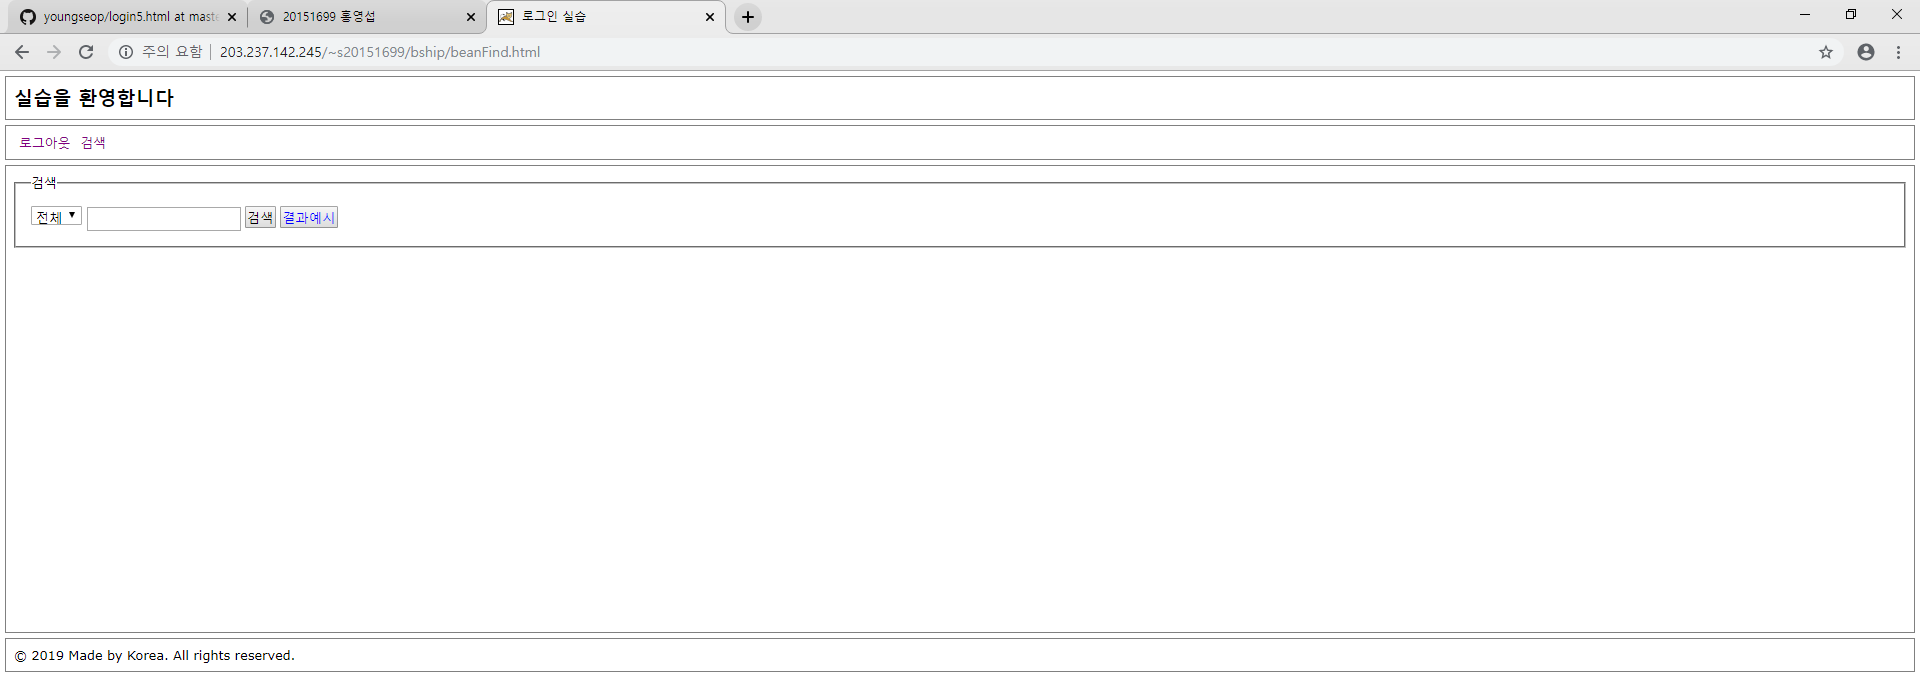 youngseop/login5.html at maste
20151699 홍영섭
로그인 실습
주의 요함 203.237.142.245/~s20151699/bship/beanFind.html
실습을 환영합니다
로그아웃 검색
검색
전체 검색 결과예시
© 2019 Made by Korea. All rights reserved.